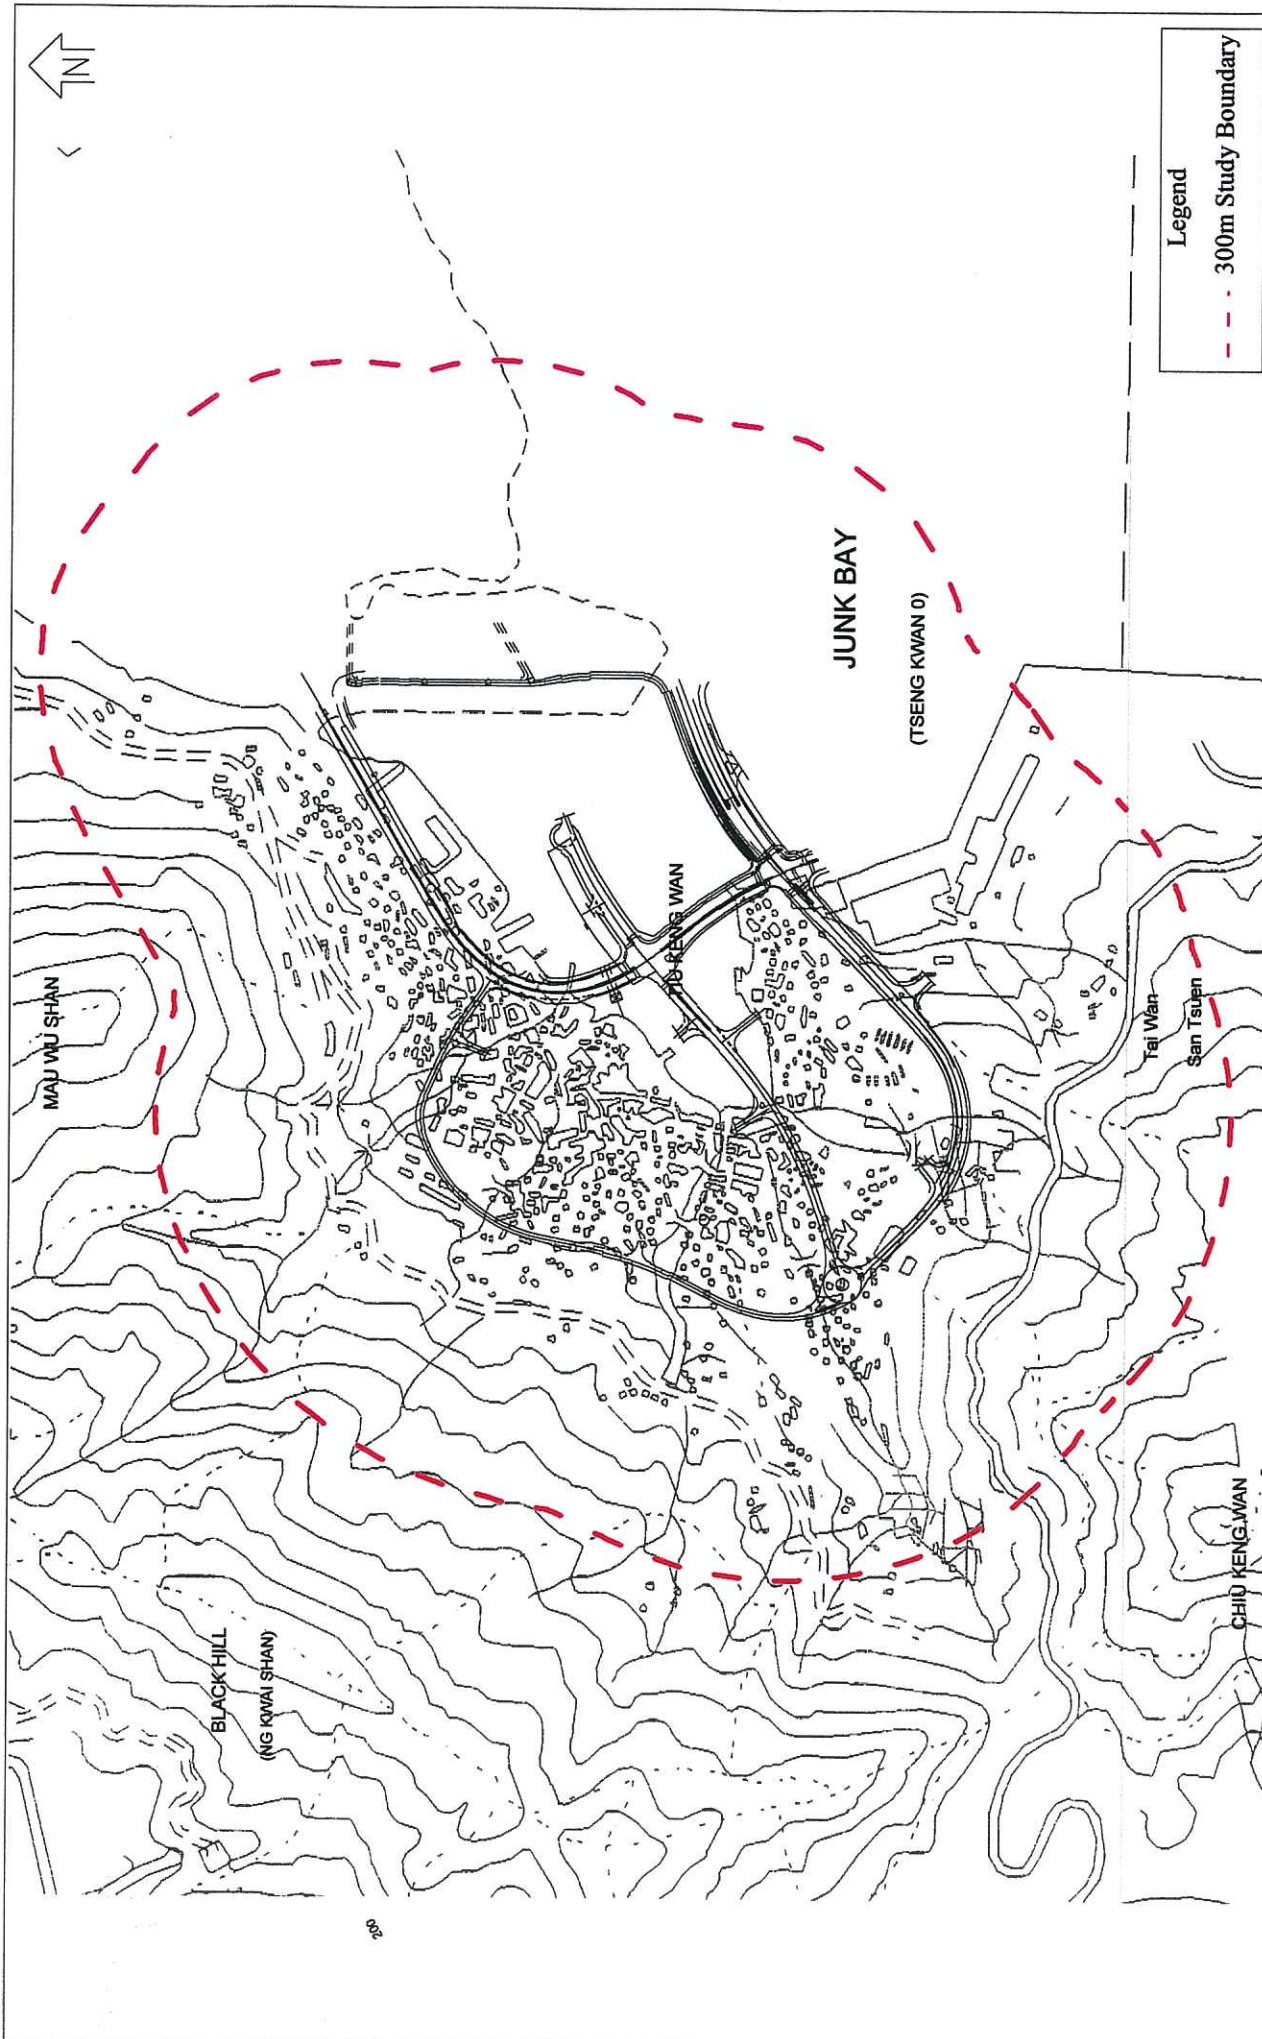 N
MAU WU SHAN
BLACK HILL
(NG KWAI SHAN)
200
TIU KENG WAN
JUNK BAY
(TSENG KWAN 0)
Tai Wan
San Tsuen
CHIU KENG WAN
Legend
300m Study Boundary